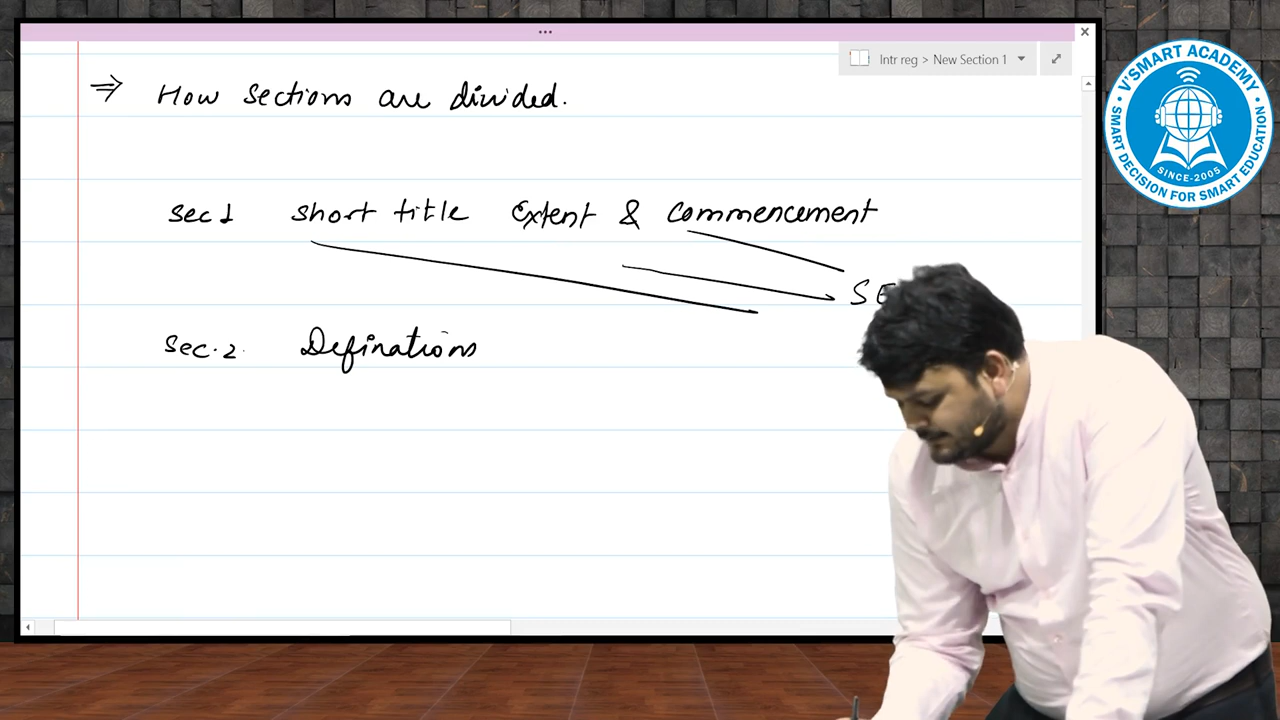 Intr reg > New Section 1
⇒ How sections are divided.
Sec 1 short title Extent & Commencement
SE
Sec. 2. Definations
V'SMART ACADEMY
SINCE-2005
SMART DECISION FOR SMART EDUCATION